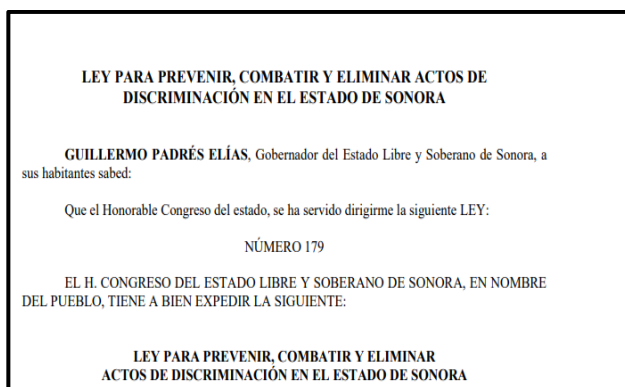 LEY PARA PREVENIR, COMBATIR Y ELIMINAR ACTOS DE
DISCRIMINACIÓN EN EL ESTADO DE SONORA
GUILLERMO PADRÉS ELÍAS, Gobernador del Estado Libre y Soberano de Sonora, a
sus habitantes sabed:
Que el Honorable Congreso del estado, se ha servido dirigirme la siguiente LEY:
NÚMERO 179
EL H. CONGRESO DEL ESTADO LIBRE Y SOBERANO DE SONORA, EN NOMBRE
DEL PUEBLO, TIENE A BIEN EXPEDIR LA SIGUIENTE:
LEY PARA PREVENIR, COMBATIR Y ELIMINAR
ACTOS DE DISCRIMINACIÓN EN EL ESTADO DE SONORA